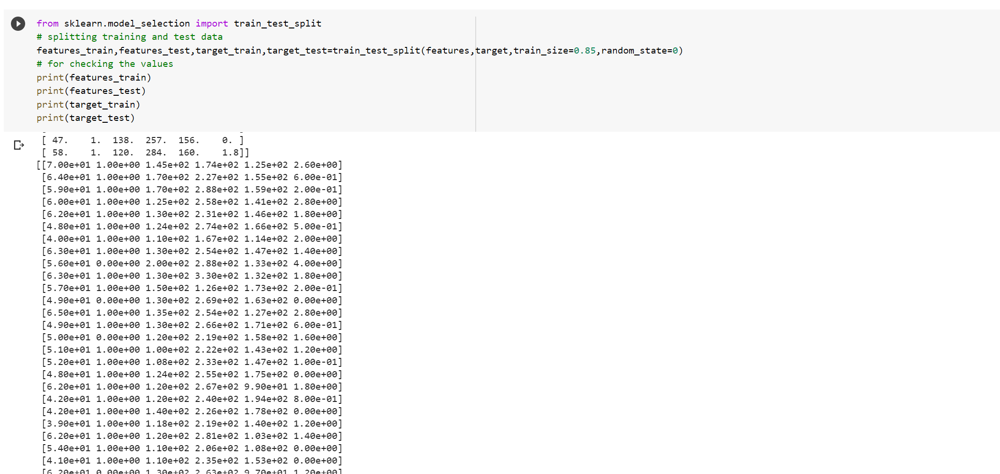 from sklearn.model_selection import train_test_split
# splitting training and test data
features_train,features_test,target_train,target_test=train_test_split(features,target,train_size=0.85,random_state=0)
# for checking the values
print(features_train)
print(features_test)
print(target_train)
print(target_test)
[ 47. 1. 138. 257. 156. 0. ]
[ 58. 1. 120. 284. 160. 1.8]]
[[7.00e+01 1.00e+00 1.45e+02 1.74e+02 1.25e+02 2.60e+00]
[6.40e+01 1.00e+00 1.70e+02 2.27e+02 1.55e+02 6.00e-01]
[5.90e+01 1.00e+00 1.70e+02 2.88e+02 1.59e+02 2.00e-01]
[6.00e+01 1.00e+00 1.25e+02 2.58e+02 1.41e+02 2.80e+00]
[6.20e+01 1.00e+00 1.30e+02 2.31e+02 1.46e+02 1.80e+00]
[4.80e+01 1.00e+00 1.24e+02 2.74e+02 1.66e+02 5.00e-01]
[4.00e+01 1.00e+00 1.10e+02 1.67e+02 1.14e+02 2.00e+00]
[6.30e+01 1.00e+00 1.30e+02 2.54e+02 1.47e+02 1.40e+00]
[5.60e+01 0.00e+00 2.00e+02 2.88e+02 1.33e+02 4.00e+00]
[6.30e+01 1.00e+00 1.30e+02 3.30e+02 1.32e+02 1.80e+00]
[5.70e+01 1.00e+00 1.50e+02 1.26e+02 1.73e+02 2.00e-01]
[4.90e+01 0.00e+00 1.30e+02 2.69e+02 1.63e+02 0.00e+00]
[6.50e+01 1.00e+00 1.35e+02 2.54e+02 1.27e+02 2.80e+00]
[4.90e+01 1.00e+00 1.30e+02 2.66e+02 1.71e+02 6.00e-01]
[5.00e+01 0.00e+00 1.20e+02 2.19e+02 1.58e+02 1.60e+00]
[5.10e+01 1.00e+00 1.00e+02 2.22e+02 1.43e+02 1.20e+00]
[5.20e+01 1.00e+00 1.08e+02 2.33e+02 1.47e+02 1.00e-01]
[4.80e+01 1.00e+00 1.24e+02 2.55e+02 1.75e+02 0.00e+00]
[6.20e+01 1.00e+00 1.20e+02 2.67e+02 9.90e+01 1.80e+00]
[4.20e+01 1.00e+00 1.20e+02 2.40e+02 1.94e+02 8.00e-01]
[4.20e+01 1.00e+00 1.40e+02 2.26e+02 1.78e+02 0.00e+00]
[3.90e+01 1.00e+00 1.18e+02 2.19e+02 1.40e+02 1.20e+00]
[6.20e+01 1.00e+00 1.20e+02 2.81e+02 1.03e+02 1.40e+00]
[5.40e+01 1.00e+00 1.10e+02 2.06e+02 1.08e+02 0.00e+00]
[4.10e+01 1.00e+00 1.10e+02 2.35e+02 1.53e+02 0.00e+00]
[6.20e+01 0.00e+00 1.30e+02 2.63e+02 9.70e+01 1.20e+00]